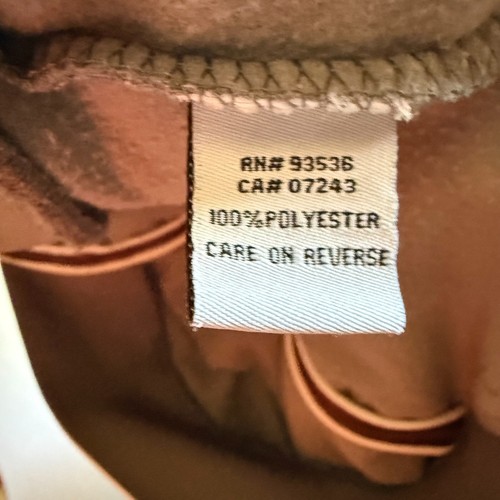 RN# 93536
CA# 07243
100%POLYESTER
CARE ON REVERSE